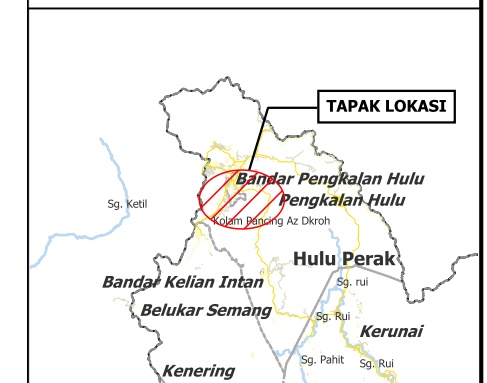 TAPAK LOKASI
Bandar Pengkalan Hulu
Pengkalan Hulu
Sg. Ketil
Kolam Pancing Az Dkroh
Hulu Perak
Bandar Kelian Intan
Sg. rui
Belukar Semang
Sg. Rui
Kerunai
Sg. Pahit
Sg. Rui
Kenering